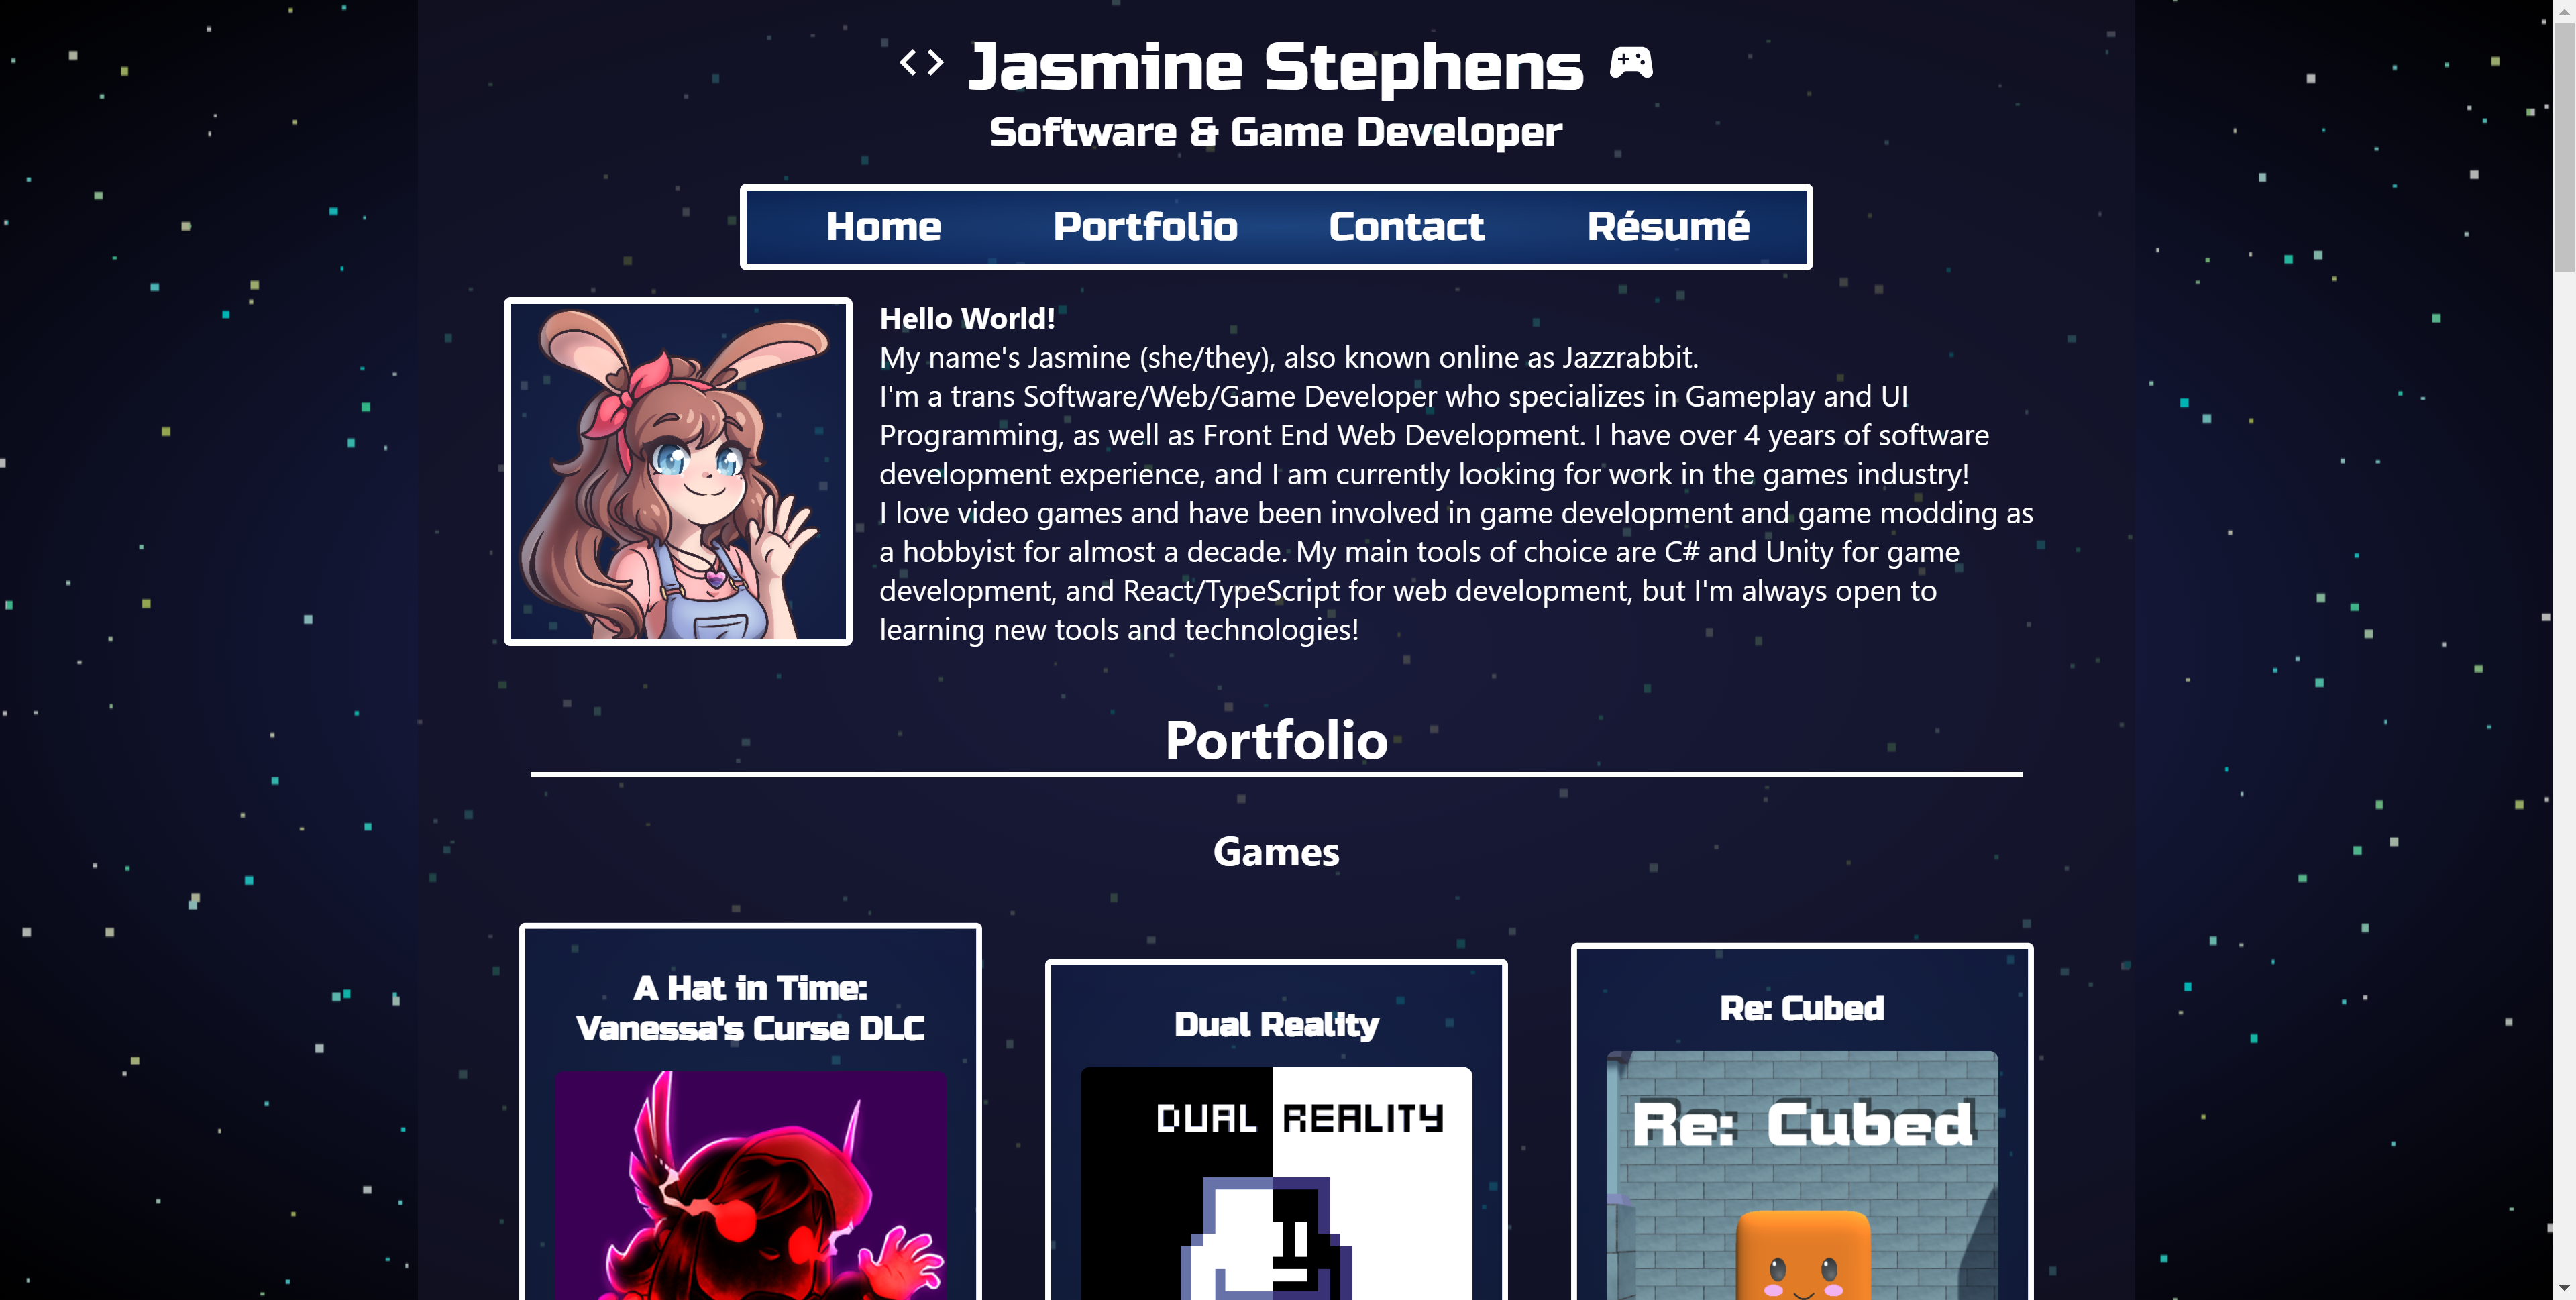 Jasmine Stephens
Software & Game Developer
Home Portfolio Contact Résumé
Hello World!
My name's Jasmine (she/they), also known online as Jazzrabbit.
I'm a trans Software/Web/Game Developer who specializes in Gameplay and UI
Programming, as well as Front End Web Development. I have over 4 years of software
development experience, and I am currently looking for work in the games industry!
I love video games and have been involved in game development and game modding as
a hobbyist for almost a decade. My main tools of choice are C# and Unity for game
development, and React/TypeScript for web development, but I'm always open to
learning new tools and technologies!
Portfolio
Games
A Hat in Time:
Vanessa's Curse DLC
Dual Reality
DUAL REALITY
Re: Cubed
Re: Cubed